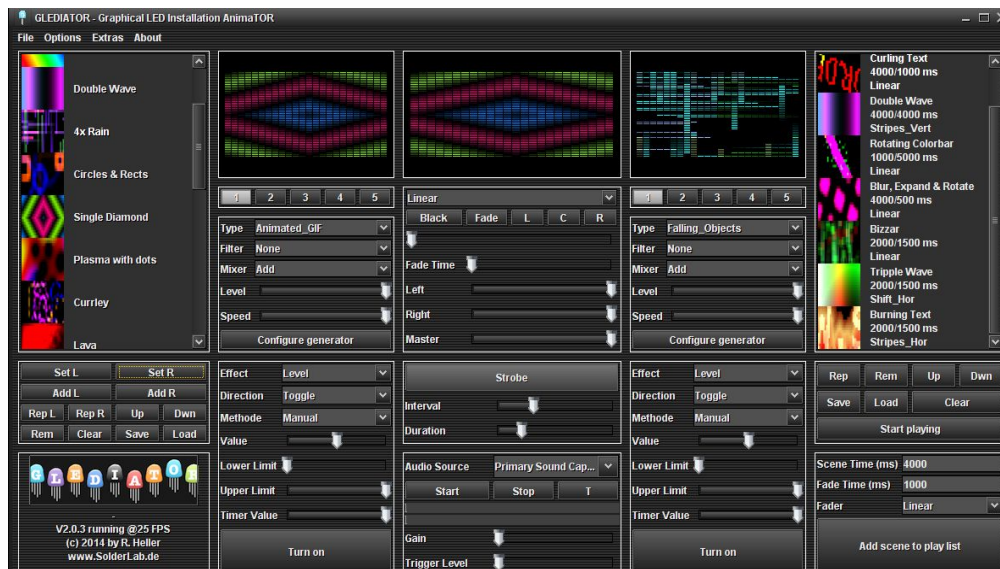 GLEDIATOR - Graphical LED Installation AnimaTOR
File Options Extras About
Double Wave
4x Rain
Circles & Rects
Single Diamond
Plasma with dots
Currley
Lava
Set L Set R
Add L Add R
Rep L Rep R Up Dwn
Rem Clear Save Load
GLEDIATOR
V2.0.3 running @25 FPS
(c) 2014 by R. Heller
www.SolderLab.de
1 2 3 4 5
Type Animated_GIF
Filter None
Mixer Add
Level
Speed
Configure generator
Effect Level
Direction Toggle
Methode Manual
Value
Lower Limit
Upper Limit
Timer Value
Turn on
Linear
Black Fade L C R
Fade Time
Left
Right
Master
Strobe
Interval
Duration
Audio Source Primary Sound Cap...
Start Stop T
Gain
Trigger Level
1 2 3 4 5
Type Falling_Objects
Filter None
Mixer Add
Level
Speed
Configure generator
Effect Level
Direction Toggle
Methode Manual
Value
Lower Limit
Upper Limit
Timer Value
Turn on
Curling Text
4000/1000 ms
Linear
Double Wave
4000/4000 ms
Stripes_Vert
Rotating Colorbar
1000/5000 ms
Linear
Blur, Expand & Rotate
4000/500 ms
Linear
Bizzar
2000/1500 ms
Linear
Tripple Wave
2000/1500 ms
Shift_Hor
Burning Text
2000/1500 ms
Stripes_Hor
Rep Rem Up Dwn
Save Load Clear
Start playing
Scene Time (ms) 4000
Fade Time (ms) 1000
Fader Linear
Add scene to play list